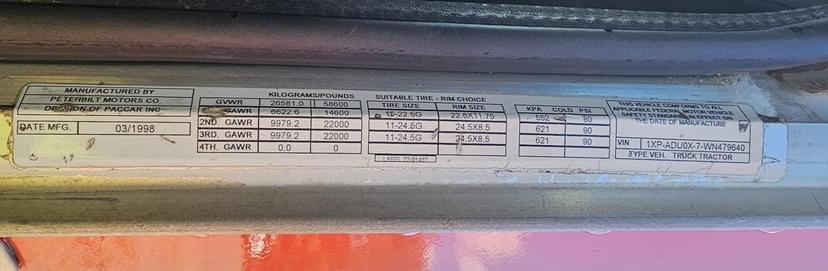 MANUFACTURED BY
PETERBILT MOTORS CO.
DIVISION OF PACCAR INC
DATE MFG. 03/1998
KILOGRAMS/POUNDS
GVWR 26581.0 58600
GAWR 6622.6 14600
2ND. GAWR 9979.2 22000
3RD. GAWR 9979.2 22000
4TH. GAWR 0.0 0
SUITABLE TIRE - RIM CHOICE
TIRE SIZE RIM SIZE
22.5X11.75
11-24.5G 24.5X8.5
11-24.5G 24.5X8.5
KPA COLD PSI
552 80
621 90
621 90
THIS VEHICLE CONFORMS TO ALL
APPLICABLE FEDERAL MOTOR VEHICLE
SAFETY STANDARDS IN EFFECT ON
THE DATE OF MANUFACTURE
VIN 1XP-ADU0X-7-WN479640
TYPE VEH. TRUCK TRACTOR